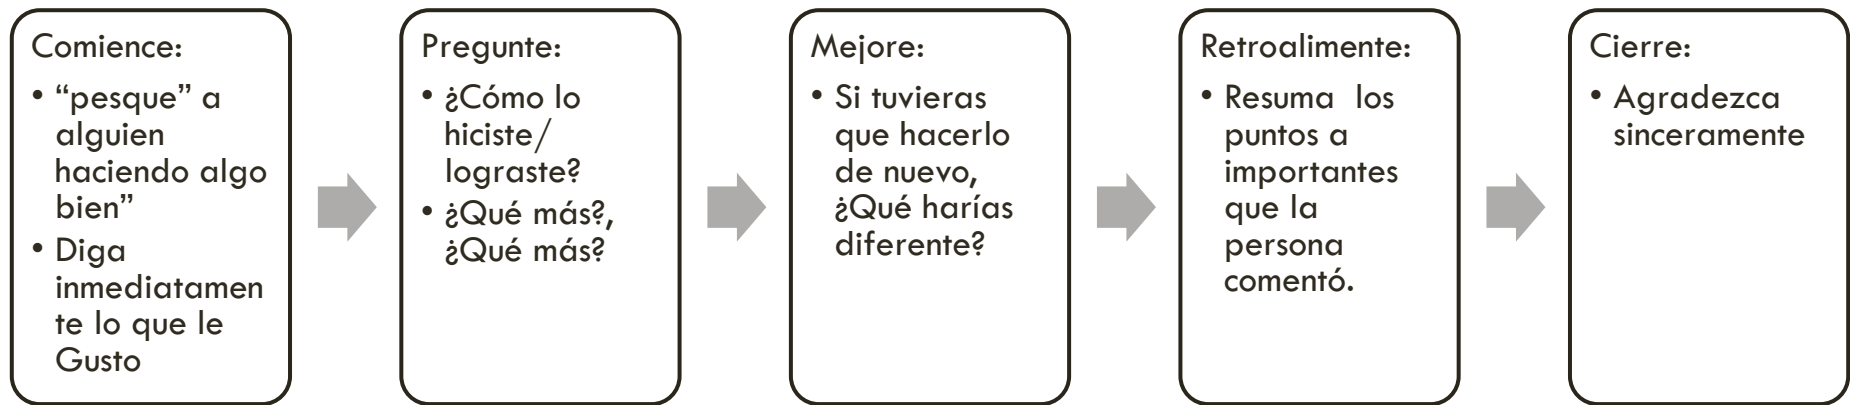 Comience:
• “pesque” a
alguien
haciendo algo
bien”
• Diga
inmediatamen
te lo que le
Gusto
Pregunte:
• ¿Cómo lo
hiciste/
lograste?
• ¿Qué más?,
¿Qué más?
Mejore:
• Si tuvieras
que hacerlo
de nuevo,
¿Qué harías
diferente?
Retroalimente:
• Resuma los
puntos a
importantes
que la
persona
comentó.
Cierre:
• Agradezca
sinceramente